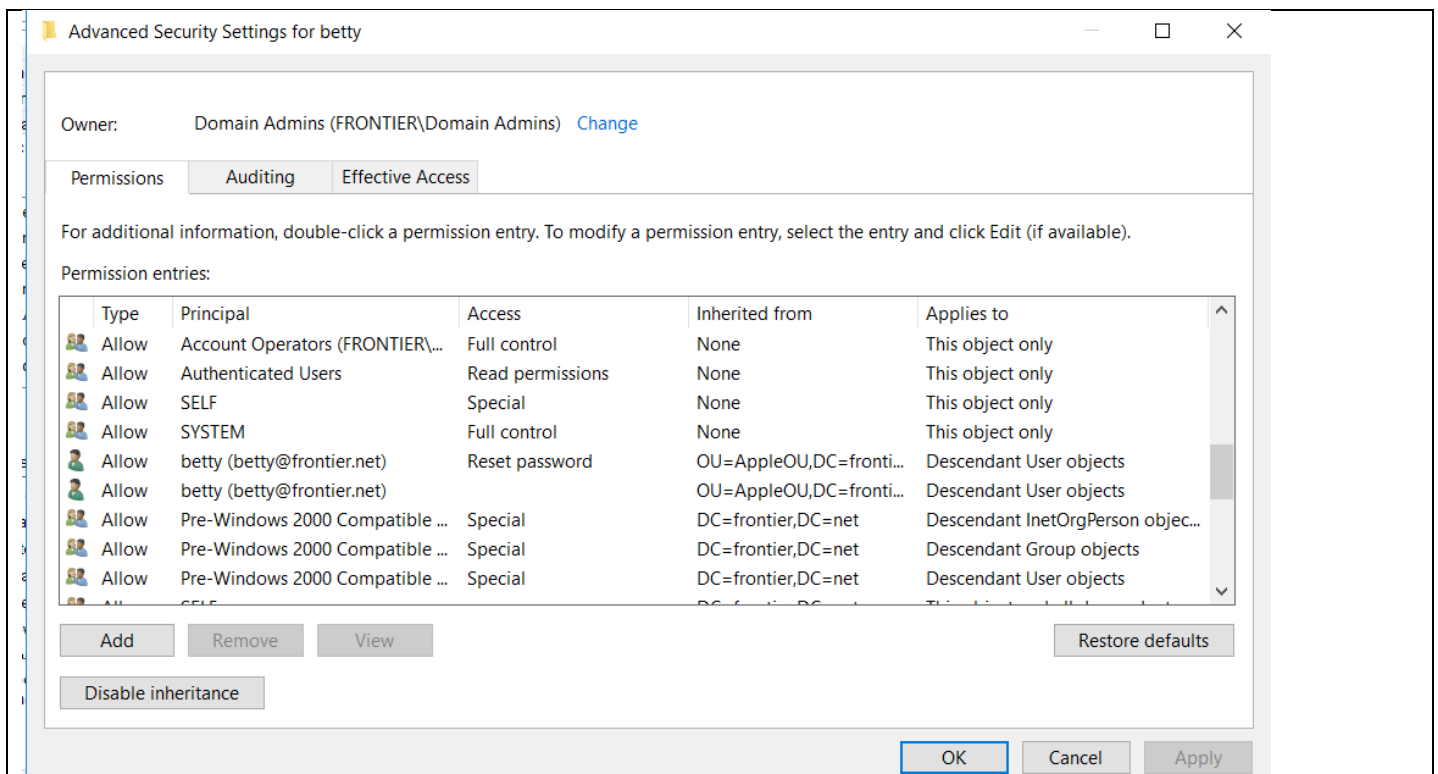 Advanced Security Settings for betty
Owner: Domain Admins (FRONTIER\Domain Admins) Change
Permissions Auditing Effective Access
For additional information, double-click a permission entry. To modify a permission entry, select the entry and click Edit (if available).
Permission entries:
Type Principal Access Inherited from Applies to
Allow Account Operators (FRONTIER\... Full control None This object only
Allow Authenticated Users Read permissions None This object only
Allow SELF Special None This object only
Allow SYSTEM Full control None This object only
Allow betty (betty@frontier.net) Reset password OU=AppleOU,DC=fronti... Descendant User objects
Allow betty (betty@frontier.net) OU=AppleOU,DC=fronti... Descendant User objects
Allow Pre-Windows 2000 Compatible ... Special DC=frontier,DC=net Descendant InetOrgPerson objec...
Allow Pre-Windows 2000 Compatible ... Special DC=frontier,DC=net Descendant Group objects
Allow Pre-Windows 2000 Compatible ... Special DC=frontier,DC=net Descendant User objects
Add Remove View Restore defaults
Disable inheritance
OK Cancel Apply